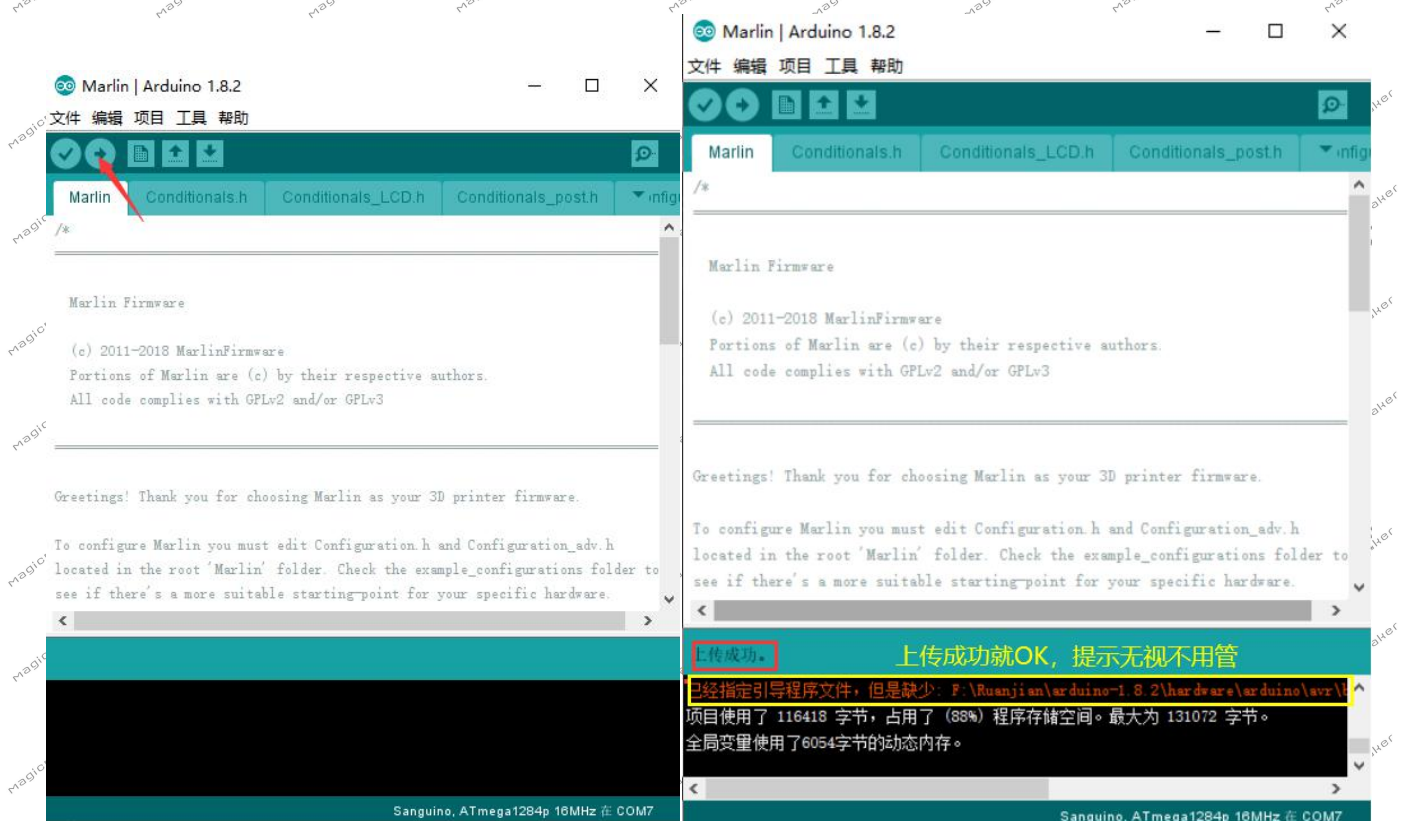 Marlin | Arduino 1.8.2
文件 编辑 项目 工具 帮助
Marlin Conditionals.h Conditionals_LCD.h Conditionals_post.h
/*
Marlin Firmware
(c) 2011-2018 MarlinFirmware
Portions of Marlin are (c) by their respective authors.
All code complies with GPLv2 and/or GPLv3
Greetings! Thank you for choosing Marlin as your 3D printer firmware.
To configure Marlin you must edit Configuration.h and Configuration_adv.h
located in the root 'Marlin' folder. Check the example_configurations folder to
see if there's a more suitable starting-point for your specific hardware.
Sanguino, ATmega1284p 16MHz 在 COM7
Marlin | Arduino 1.8.2
文件 编辑 项目 工具 帮助
Marlin Conditionals.h Conditionals_LCD.h Conditionals_post.h
/*
Marlin Firmware
(c) 2011-2018 MarlinFirmware
Portions of Marlin are (c) by their respective authors.
All code complies with GPLv2 and/or GPLv3
Greetings! Thank you for choosing Marlin as your 3D printer firmware.
To configure Marlin you must edit Configuration.h and Configuration_adv.h
located in the root 'Marlin' folder. Check the example_configurations folder to
see if there's a more suitable starting-point for your specific hardware.
上传成功。 上传成功就OK，提示无视不用管
已经指定引导程序文件，但是缺少: F:\Ruanjian\arduino-1.8.2\hardware\arduino\avr\
项目使用了 116418 字节，占用了 (88%) 程序存储空间。最大为 131072 字节。
全局变量使用了6054字节的动态内存。
Sanguino, ATmega1284p 16MHz 在 COM7